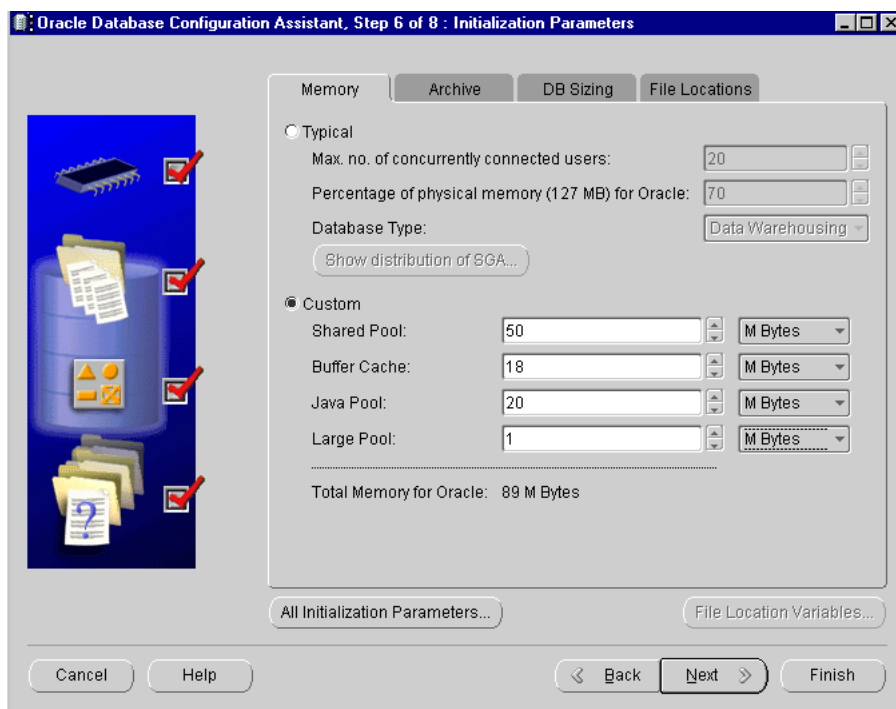 Oracle Database Configuration Assistant, Step 6 of 8 : Initialization Parameters
Memory Archive DB Sizing File Locations
Typical
Max. no. of concurrently connected users: 20
Percentage of physical memory (127 MB) for Oracle: 70
Database Type: Data Warehousing
Show distribution of SGA...
Custom
Shared Pool: 50 M Bytes
Buffer Cache: 18 M Bytes
Java Pool: 20 M Bytes
Large Pool: 1 M Bytes
Total Memory for Oracle: 89 M Bytes
?
All Initialization Parameters... File Location Variables...
Cancel Help Back Next Finish